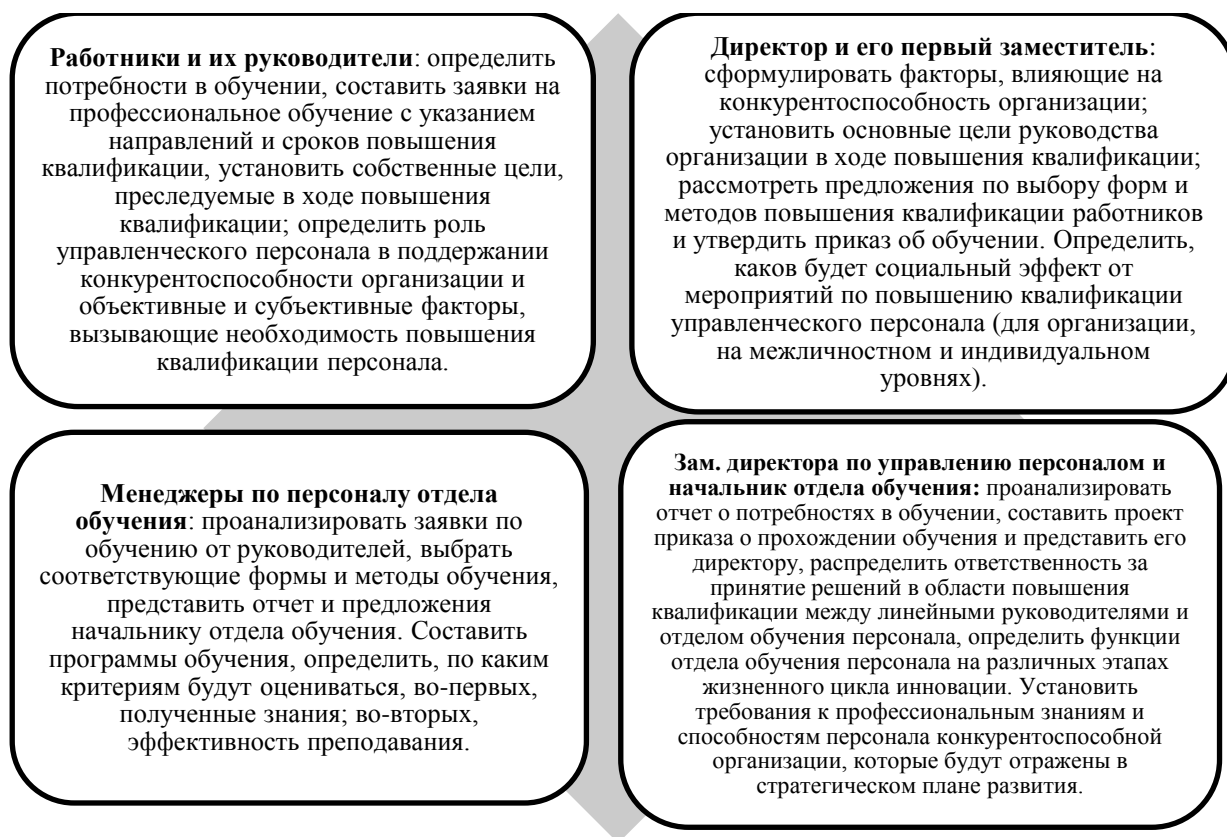 Работники и их руководители: определить
потребности в обучении, составить заявки на
профессиональное обучение с указанием
направлений и сроков повышения
квалификации, установить собственные цели,
преследуемые в ходе повышения
квалификации; определить роль
управленческого персонала в поддержании
конкурентоспособности организации и
объективные и субъективные факторы,
вызывающие необходимость повышения
квалификации персонала.
Директор и его первый заместитель:
сформулировать факторы, влияющие на
конкурентоспособность организации;
установить основные цели руководства
организации в ходе повышения квалификации;
рассмотреть предложения по выбору форм и
методов повышения квалификации работников
и утвердить приказ об обучении. Определить,
каков будет социальный эффект от
мероприятий по повышению квалификации
управленческого персонала (для организации,
на межличностном и индивидуальном
уровнях).
Менеджеры по персоналу отдела
обучения: проанализировать заявки по
обучению от руководителей, выбрать
соответствующие формы и методы обучения,
представить отчет и предложения
начальнику отдела обучения. Составить
программы обучения, определить, по каким
критериям будут оцениваться, во-первых,
полученные знания; во-вторых,
эффективность преподавания.
Зам. директора по управлению персоналом и
начальник отдела обучения: проанализировать
отчет о потребностях в обучении, составить проект
приказа о прохождении обучения и представить его
директору, распределить ответственность за
принятие решений в области повышения
квалификации между линейными руководителями и
отделом обучения персонала, определить функции
отдела обучения персонала на различных этапах
жизненного цикла инновации. Установить
требования к профессиональным знаниям и
способностям персонала конкурентоспособной
организации, которые будут отражены в
стратегическом плане развития.